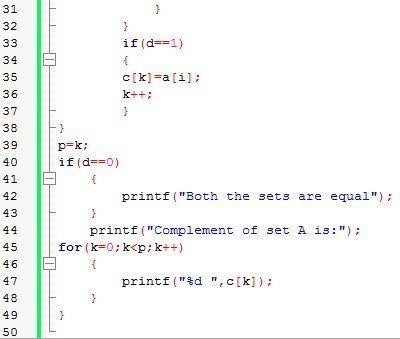 31 }
32 }
33 if(d==1)
34 {
35 c[k]=a[i];
36 k++;
37 }
38 }
39 p=k;
40 if(d==0)
41 {
42 printf("Both the sets are equal");
43 }
44 printf("Complement of set A is:");
45 for(k=0;k<p;k++)
46 {
47 printf("%d ",c[k]);
48 }
49 }
50